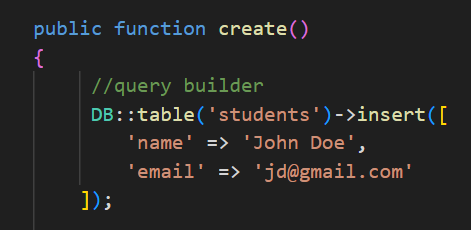 public function create()
{
//query builder
DB::table('students')->insert([
'name' => 'John Doe',
'email' => 'jd@gmail.com'
]);